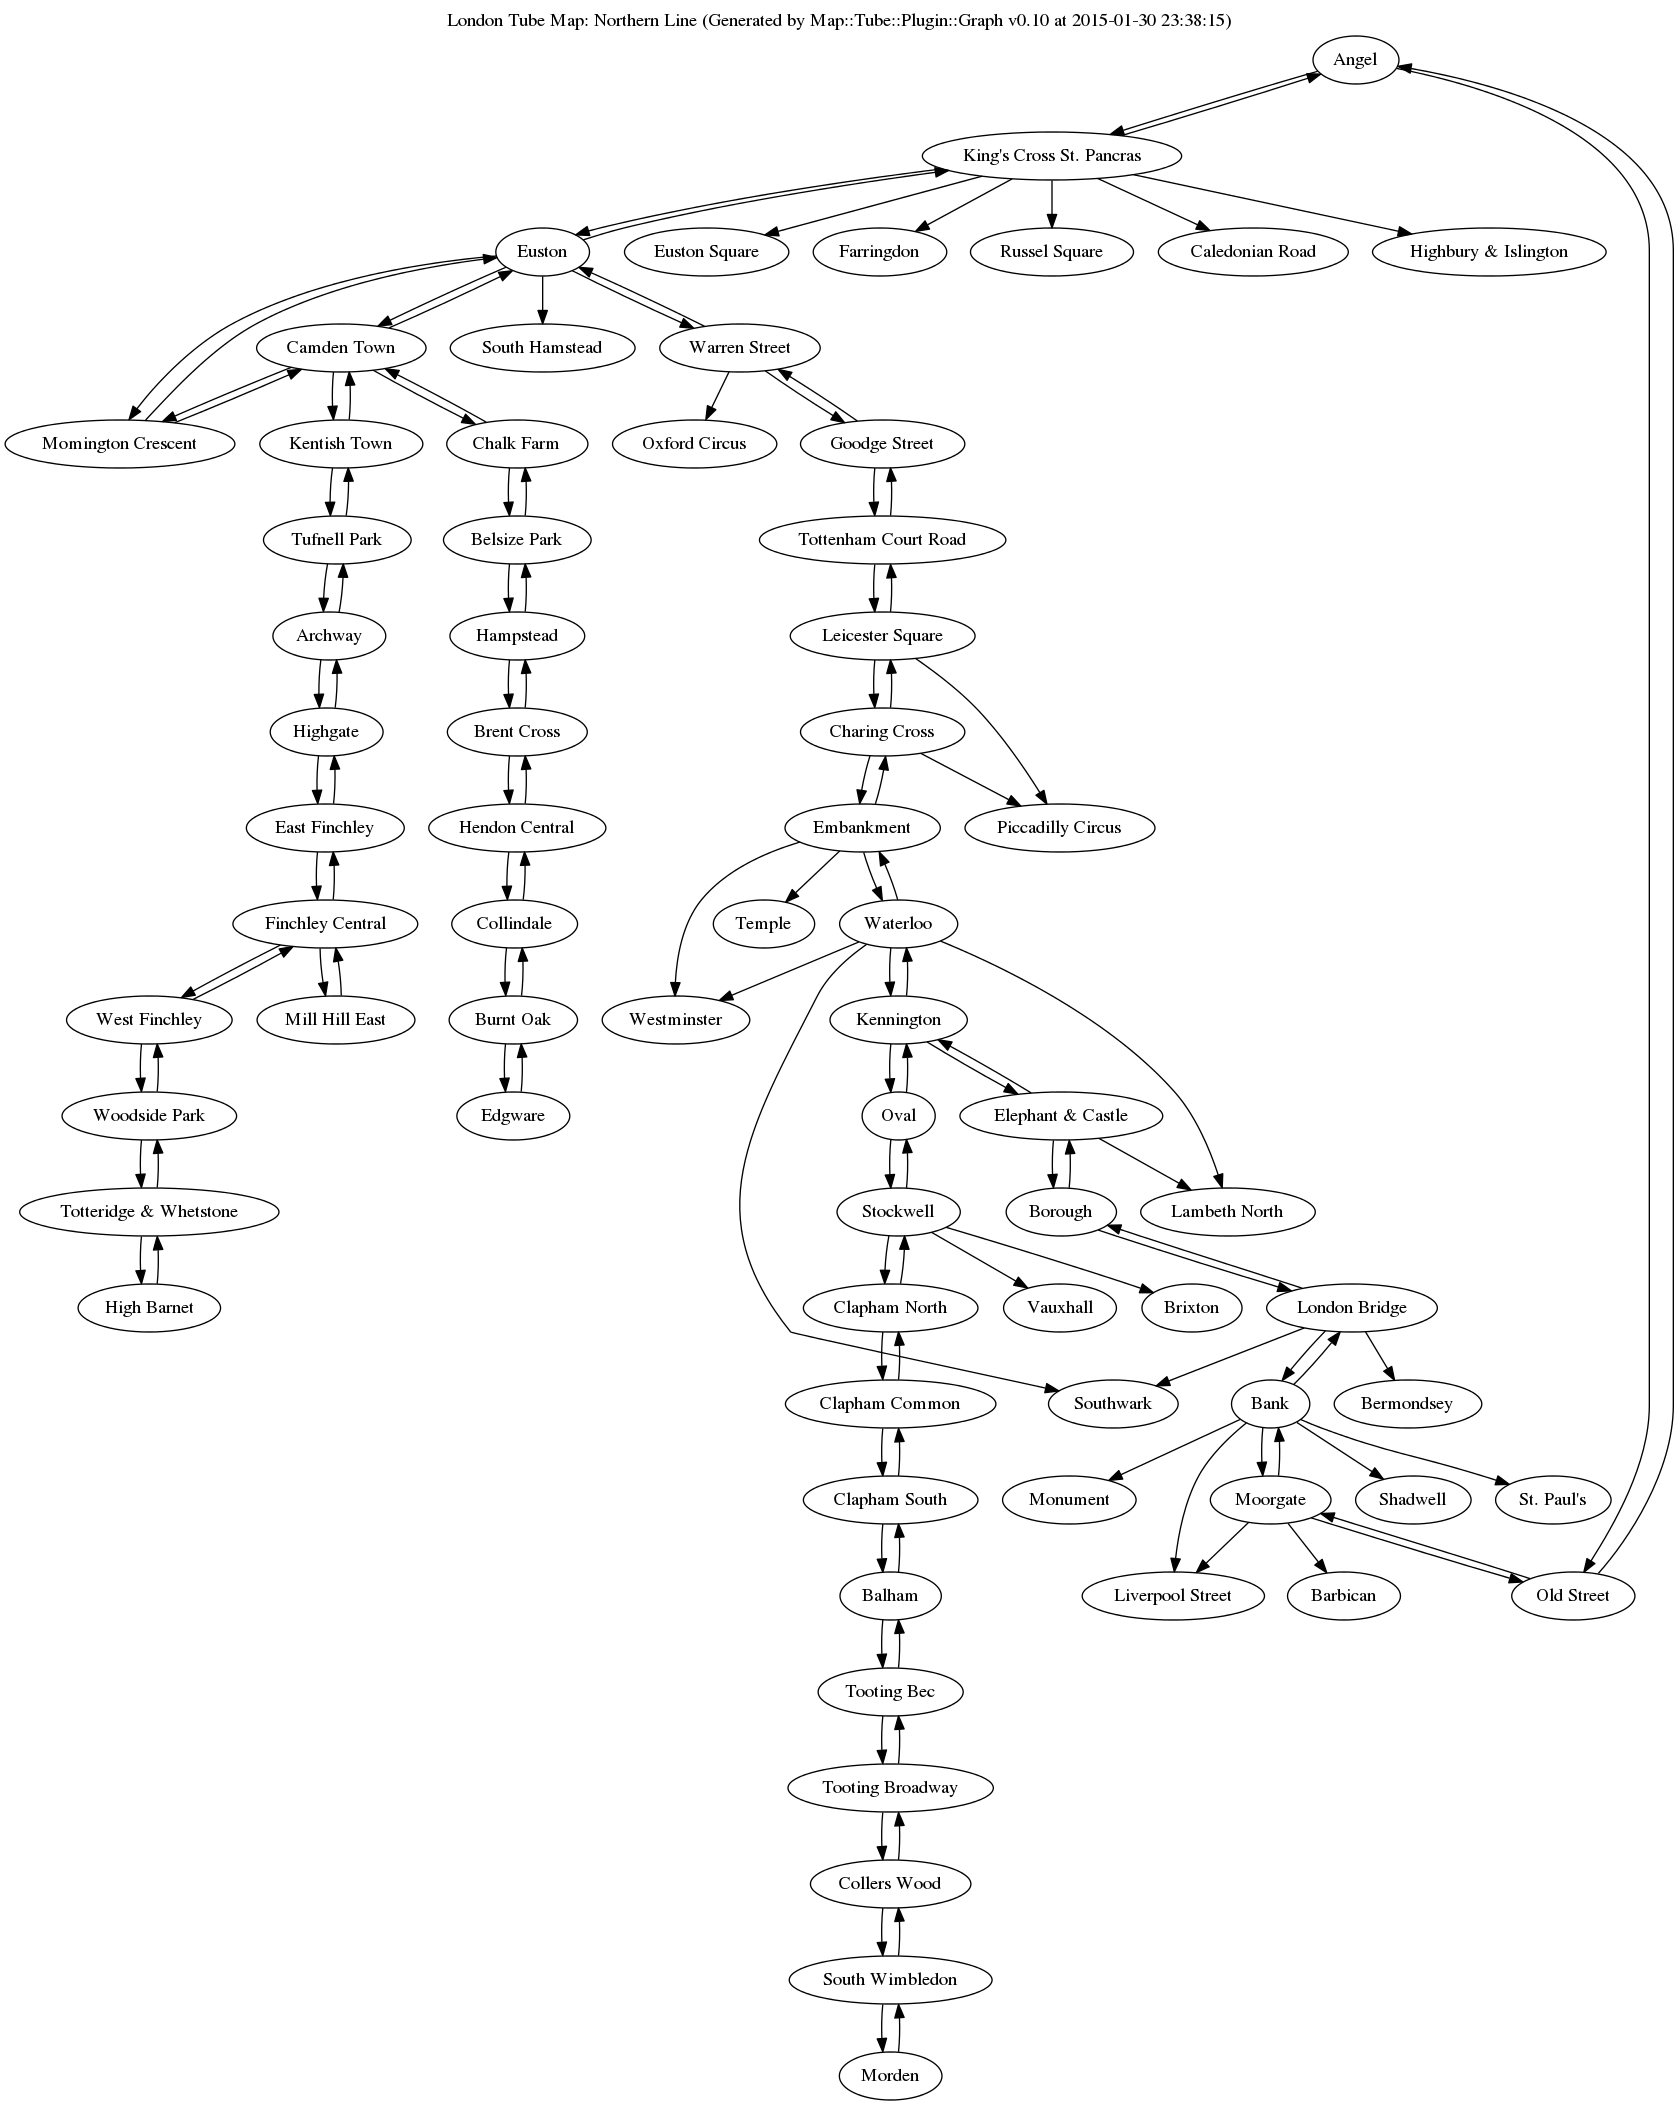 London Tube Map: Northern Line (Generated by Map::Tube::Plugin::Graph v0.10 at 2015-01-30 23:38:15)
Angel
King's Cross St. Pancras
Euston
Euston Square
Farringdon
Russel Square
Caledonian Road
Highbury & Islington
Camden Town
South Hamstead
Warren Street
Mornington Crescent
Kentish Town
Chalk Farm
Oxford Circus
Goodge Street
Tufnell Park
Belsize Park
Tottenham Court Road
Archway
Hampstead
Leicester Square
Highgate
Brent Cross
Charing Cross
East Finchley
Hendon Central
Embankment
Piccadilly Circus
Finchley Central
Collindale
Temple
Waterloo
West Finchley
Mill Hill East
Burnt Oak
Westminster
Kennington
Woodside Park
Edgware
Oval
Elephant & Castle
Totteridge & Whetstone
Stockwell
Borough
Lambeth North
High Barnet
Clapham North
Vauxhall
Brixton
London Bridge
Clapham Common
Southwark
Bank
Bermondsey
Clapham South
Monument
Moorgate
Shadwell
St. Paul's
Balham
Liverpool Street
Barbican
Old Street
Tooting Bec
Tooting Broadway
Collers Wood
South Wimbledon
Morden